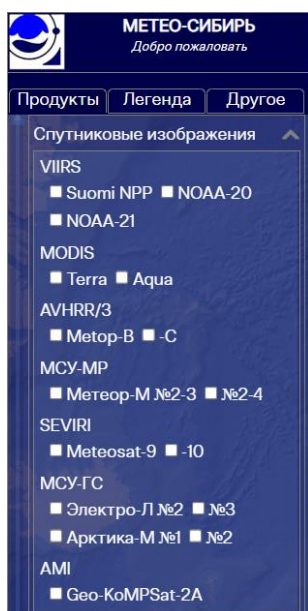 МЕТЕО-СИБИРЬ
Добро пожаловать
Продукты Легенда Другое
Спутниковые изображения
VIIRS
Suomi NPP NOAA-20
NOAA-21
MODIS
Terra Aqua
AVHRR/3
Metop-B -C
МСУ-МР
Метеор-М №2-3 №2-4
SEVIRI
Meteosat-9 -10
МСУ-ГС
Электро-Л №2 №3
Арктика-М №1 №2
AMI
Geo-KoMPSat-2A